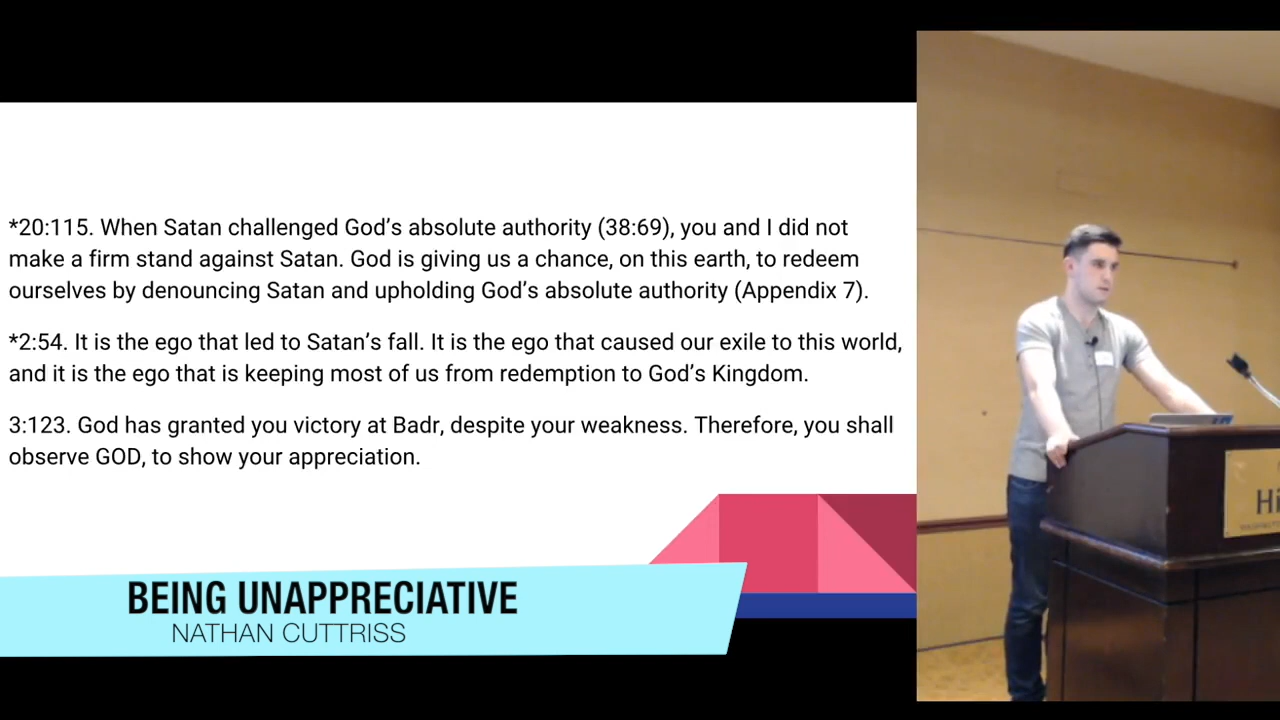 *20:115. When Satan challenged God's absolute authority (38:69), you and I did not
make a firm stand against Satan. God is giving us a chance, on this earth, to redeem
ourselves by denouncing Satan and upholding God's absolute authority (Appendix 7).
*2:54. It is the ego that led to Satan's fall. It is the ego that caused our exile to this world,
and it is the ego that is keeping most of us from redemption to God's Kingdom.
3:123. God has granted you victory at Badr, despite your weakness. Therefore, you shall
observe GOD, to show your appreciation.
BEING UNAPPRECIATIVE
NATHAN CUTTRISS
Hi